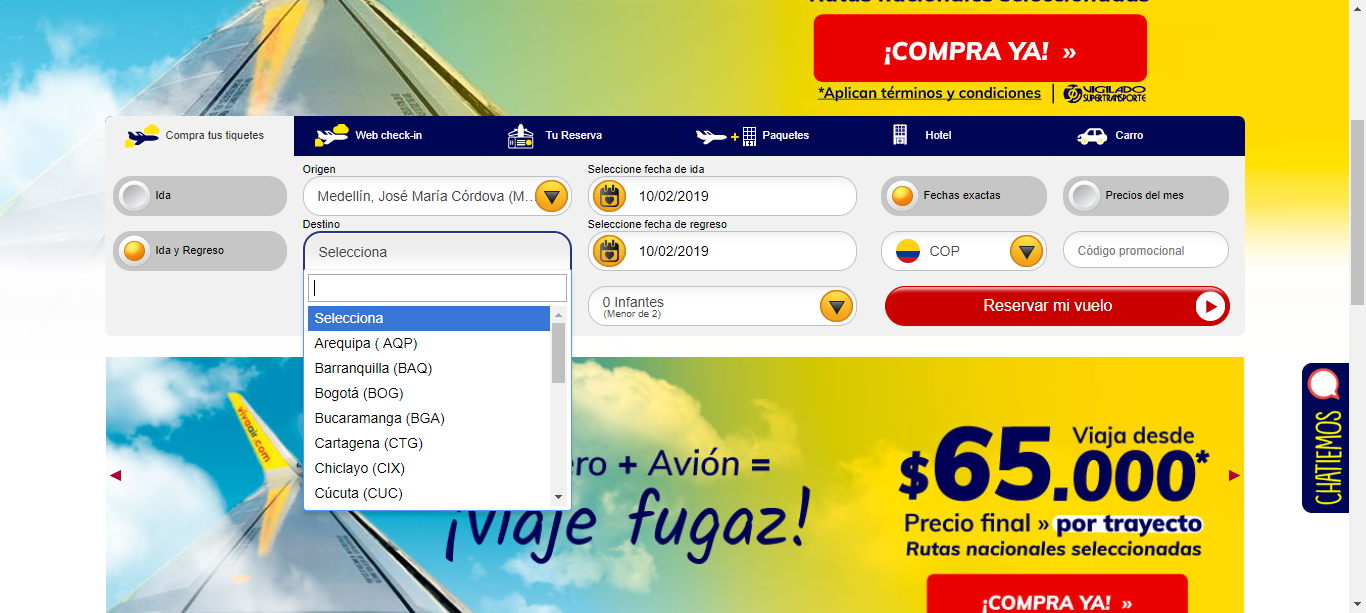 Rutas nacionales seleccionadas
¡COMPRA YA! »
*Aplican términos y condiciones | VIGILADO SUPERTRANSPORTE
Compra tus tiquetes
Web check-in
Tu Reserva
Paquetes
Hotel
Carro
Ida
Ida y Regreso
Origen
Medellín, José María Córdova (M...
Destino
Selecciona
Selecciona
Arequipa ( AQP)
Barranquilla (BAQ)
Bogotá (BOG)
Bucaramanga (BGA)
Cartagena (CTG)
Chiclayo (CIX)
Cúcuta (CUC)
Seleccione fecha de ida
10/02/2019
Seleccione fecha de regreso
10/02/2019
0 Infantes
(Menor de 2)
Fechas exactas
Precios del mes
COP
Código promocional
Reservar mi vuelo
vivaair.com
ero + Avión =
¡viaje fugaz!
Viaja desde
$65.000*
Precio final » por trayecto
Rutas nacionales seleccionadas
¡COMPRA YA! »
CHATIEMOS